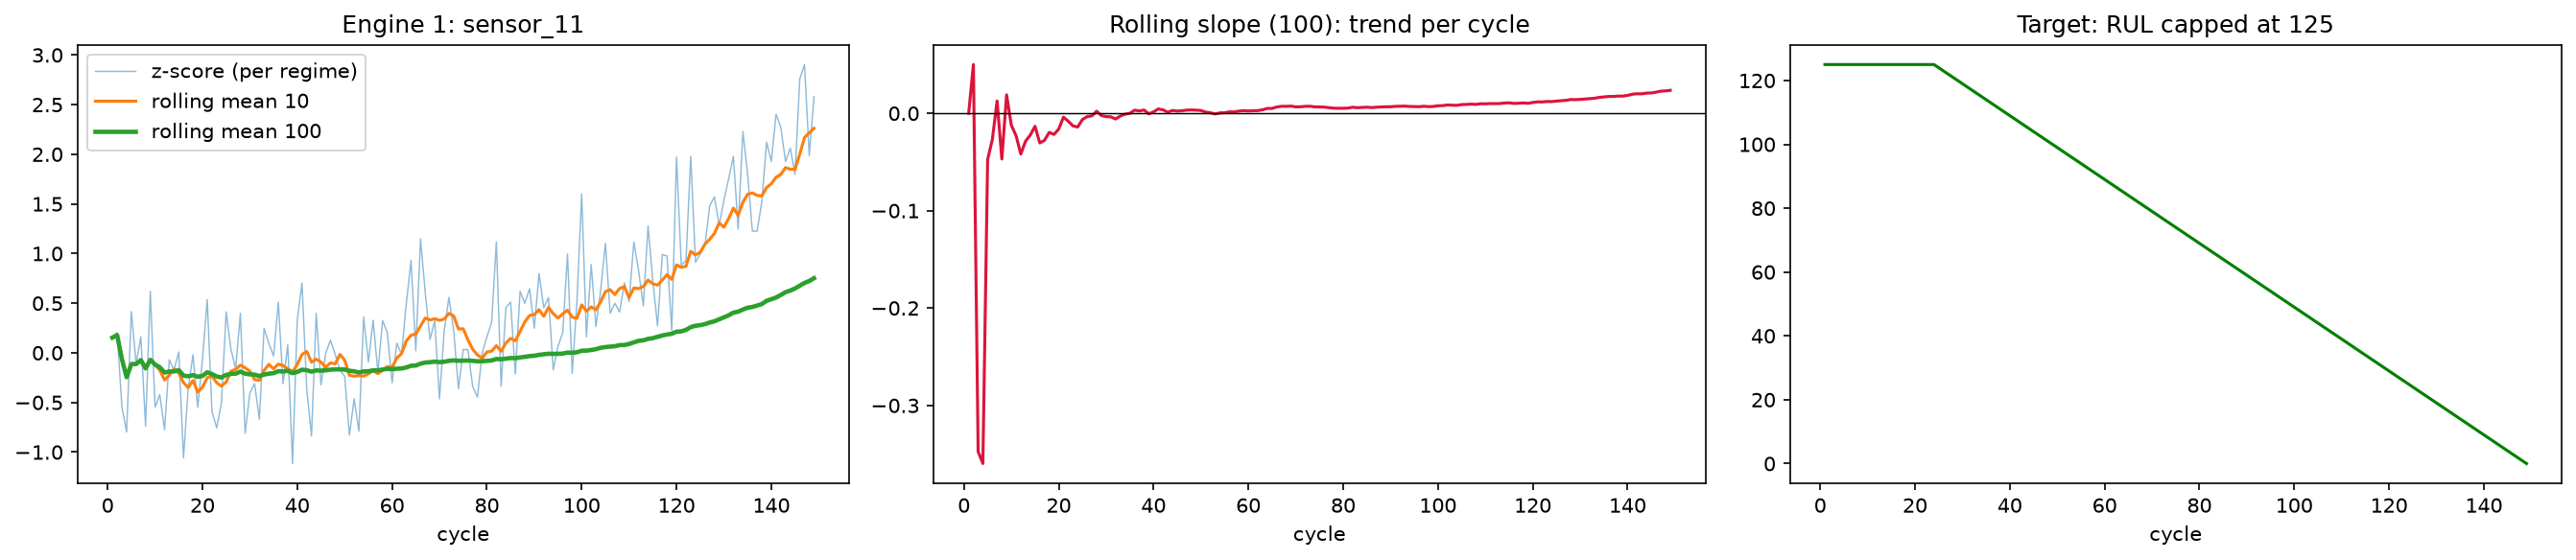 Engine 1: sensor_11
3.0
2.5
2.0
1.5
1.0
0.5
0.0
−0.5
−1.0
z-score (per regime)
rolling mean 10
rolling mean 100
0 20 40 60 80 100 120 140
cycle
Rolling slope (100): trend per cycle
0.0
−0.1
−0.2
−0.3
0 20 40 60 80 100 120 140
cycle
Target: RUL capped at 125
120
100
80
60
40
20
0
0 20 40 60 80 100 120 140
cycle